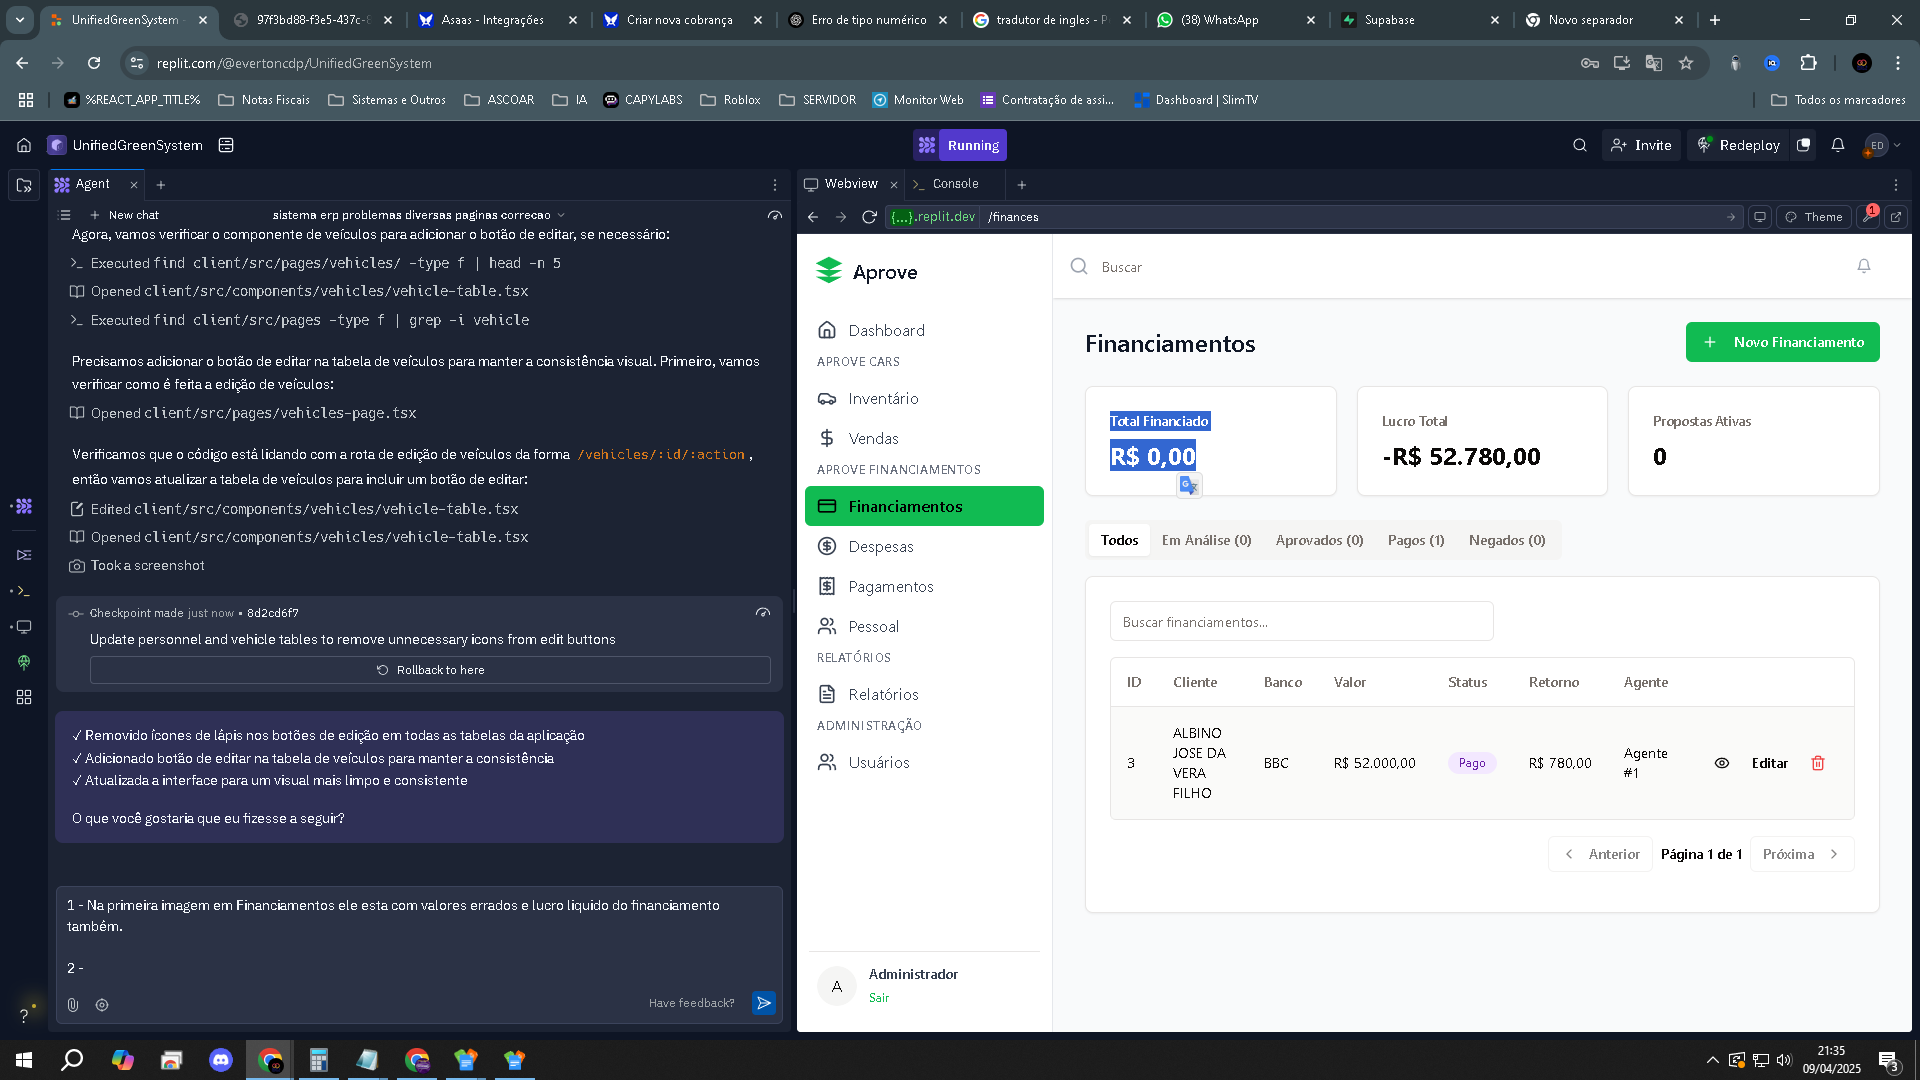 UnifiedGreenSystem -
97f3bd88-f3e5-437c-8
Asaas - Integrações
Criar nova cobrança
Erro de tipo numérico
tradutor de ingles - P
(38) WhatsApp
Supabase
Novo separador
replit.com/@evertoncdp/UnifiedGreenSystem
%REACT_APP_TITLE%
Notas Fiscais
Sistemas e Outros
ASCOAR
IA
CAPYLABS
Roblox
SERVIDOR
Monitor Web
Contratação de assi...
Dashboard | SlimTV
Todos os marcadores
UnifiedGreenSystem
Running
Invite
Redeploy
ED
Agent
New chat
sistema erp problemas diversas paginas correcao
Agora, vamos verificar o componente de veículos para adicionar o botão de editar, se necessário:
Executed find client/src/pages/vehicles/ -type f | head -n 5
Opened client/src/components/vehicles/vehicle-table.tsx
Executed find client/src/pages -type f | grep -i vehicle
Precisamos adicionar o botão de editar na tabela de veículos para manter a consistência visual. Primeiro, vamos
verificar como é feita a edição de veículos:
Opened client/src/pages/vehicles-page.tsx
Verificamos que o código está lidando com a rota de edição de veículos da forma /vehicles/:id/:action ,
então vamos atualizar a tabela de veículos para incluir um botão de editar:
Edited client/src/components/vehicles/vehicle-table.tsx
Opened client/src/components/vehicles/vehicle-table.tsx
Took a screenshot
Checkpoint made just now • 8d2cd6f7
Update personnel and vehicle tables to remove unnecessary icons from edit buttons
Rollback to here
✓ Removido ícones de lápis nos botões de edição em todas as tabelas da aplicação
✓ Adicionado botão de editar na tabela de veículos para manter a consistência
✓ Atualizada a interface para um visual mais limpo e consistente
O que você gostaria que eu fizesse a seguir?
1 - Na primeira imagem em Financiamentos ele esta com valores errados e lucro liquido do financiamento
também.
2 -
Have feedback?
Webview
Console
{...}.replit.dev
/finances
Theme
1
Aprove
Dashboard
APROVE CARS
Inventário
Vendas
APROVE FINANCIAMENTOS
Financiamentos
Despesas
Pagamentos
Pessoal
RELATÓRIOS
Relatórios
ADMINISTRAÇÃO
Usuários
A
Administrador
Sair
Buscar
Financiamentos
Novo Financiamento
Total Financiado
R$ 0,00
Lucro Total
-R$ 52.780,00
Propostas Ativas
0
Todos
Em Análise (0)
Aprovados (0)
Pagos (1)
Negados (0)
Buscar financiamentos...
ID
Cliente
Banco
Valor
Status
Retorno
Agente
3
ALBINO
JOSE DA
VERA
FILHO
BBC
R$ 52.000,00
Pago
R$ 780,00
Agente
#1
Editar
Anterior
Página 1 de 1
Próxima
21:35
09/04/2025
3